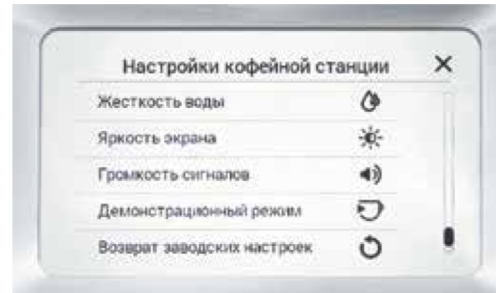 Настройки кофейной станции
Жесткость воды
Яркость экрана
Громкость сигналов
Демонстрационный режим
Возврат заводских настроек